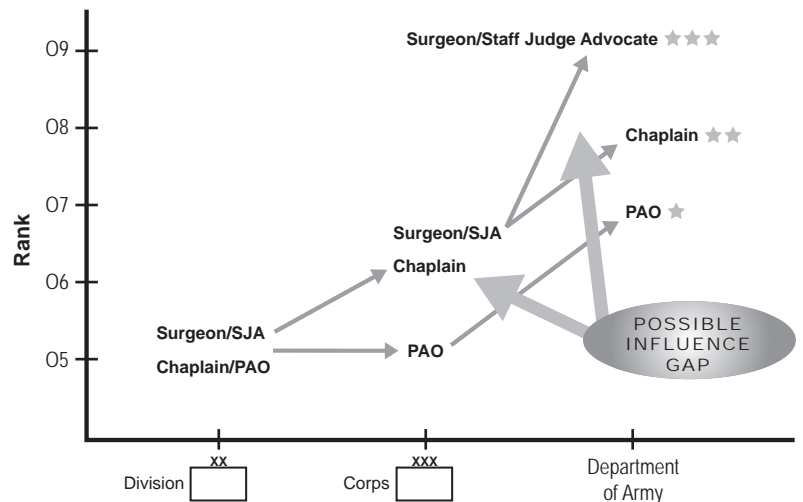 Rank
O9
O8
O7
O6
O5
Surgeon/Staff Judge Advocate
Chaplain
PAO
Surgeon/SJA
Chaplain
PAO
Surgeon/SJA
Chaplain/PAO
POSSIBLE
INFLUENCE
GAP
XX
Division
XXX
Corps
Department
of Army